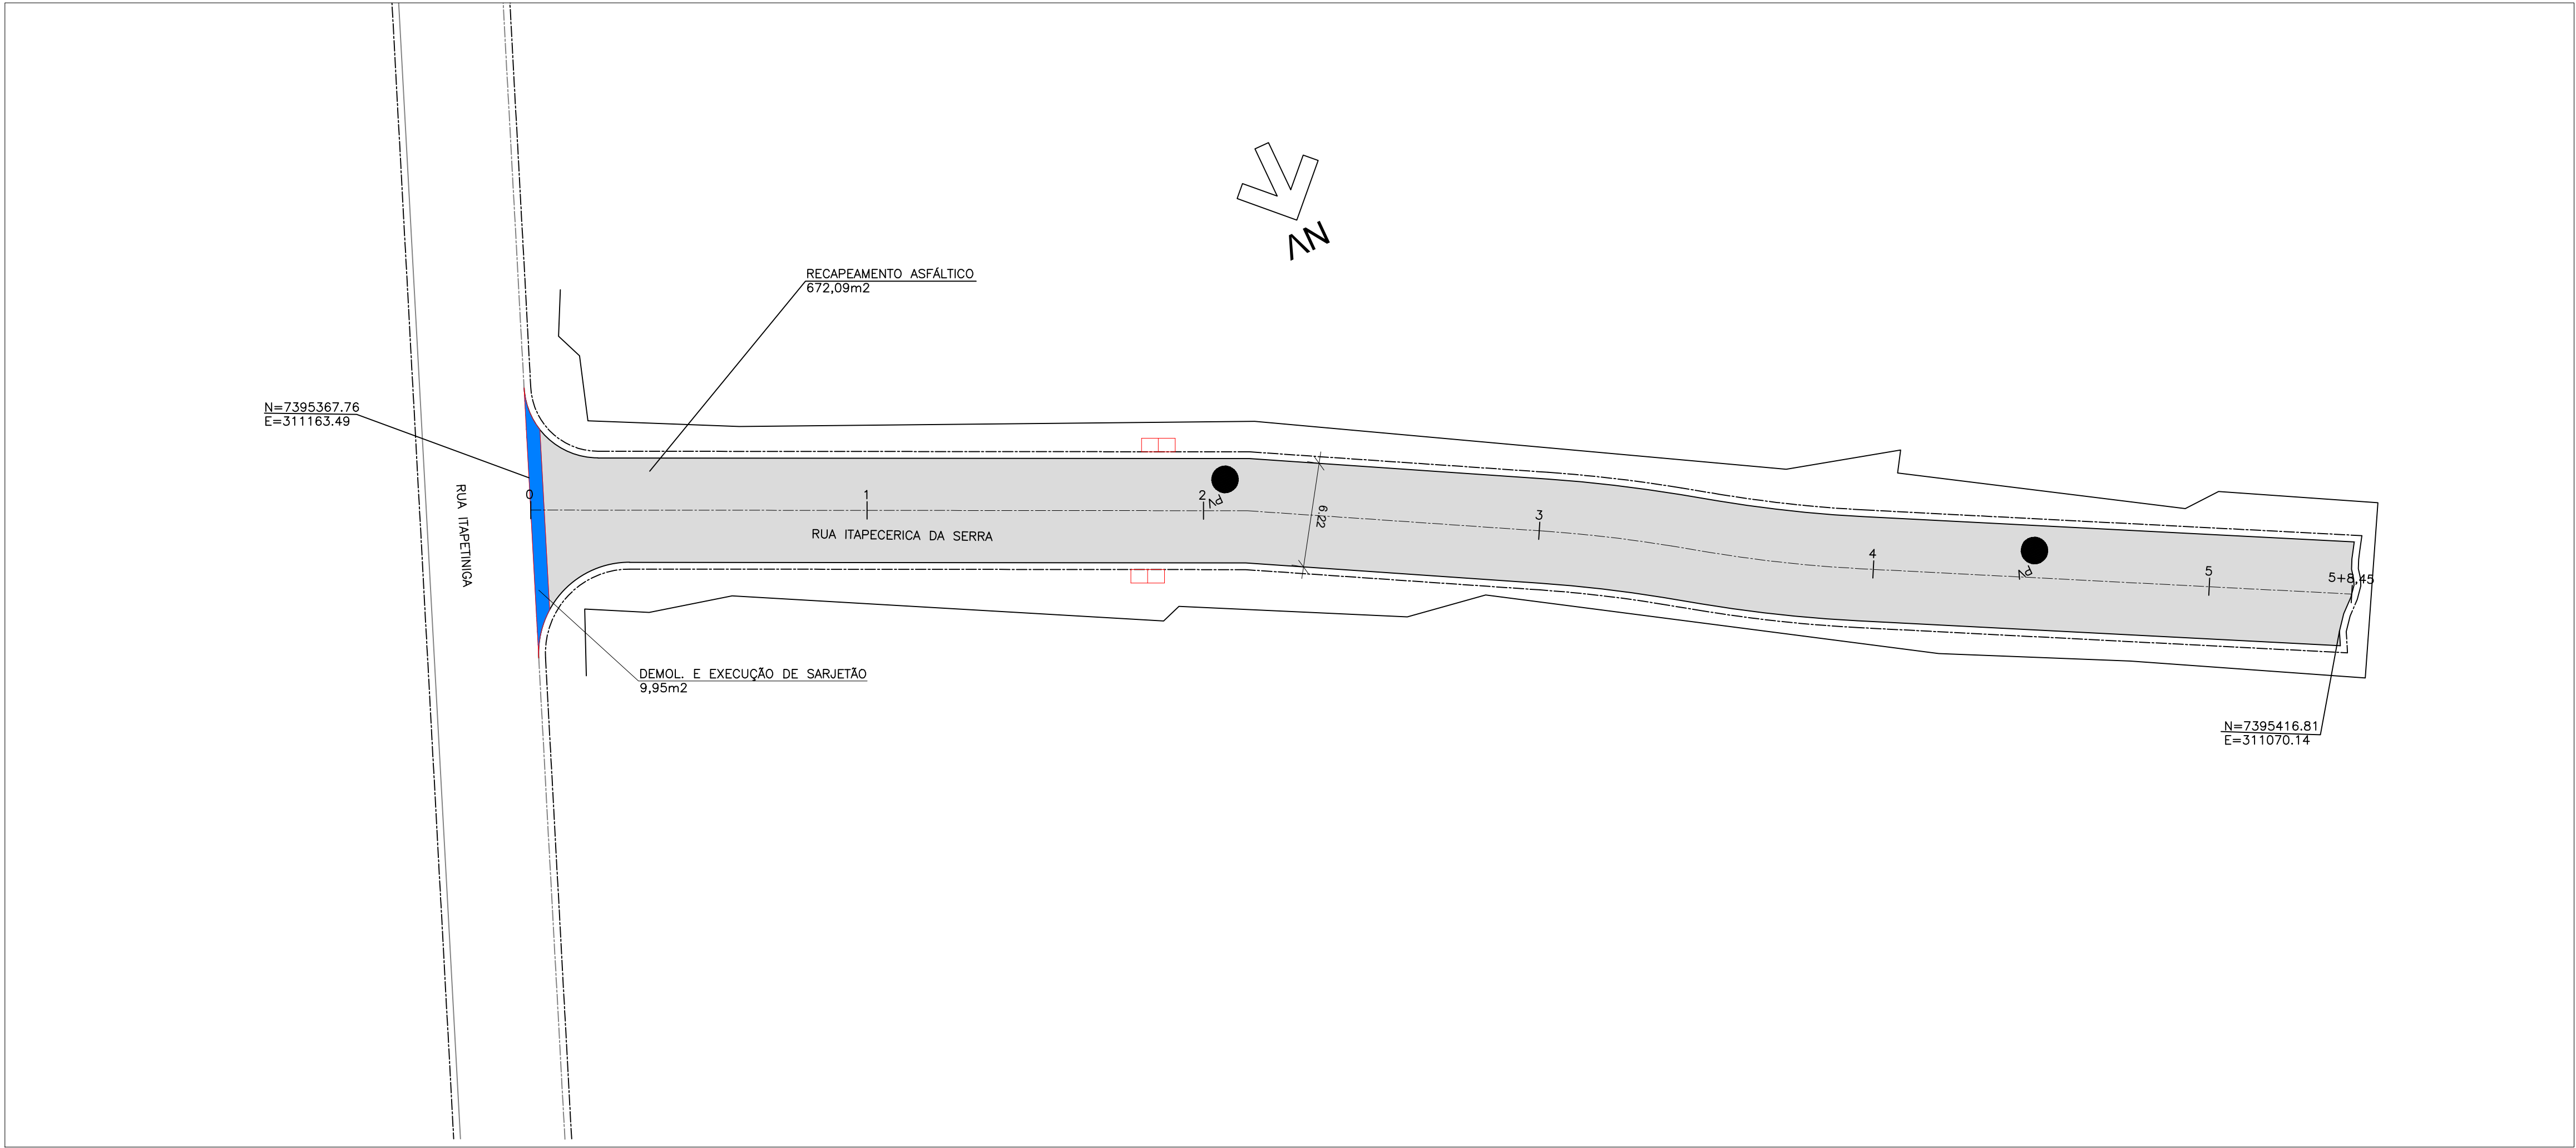 NV
RECAPEAMENTO ASFÁLTICO
672,09m2
N=7395367.76
E=311163.49
RUA ITAPETINIGA
0
1
2
PV
6.22
3
4
PV
5
5+8,45
RUA ITAPECERICA DA SERRA
DEMOL. E EXECUÇÃO DE SARJETÃO
9,95m2
N=7395416.81
E=311070.14